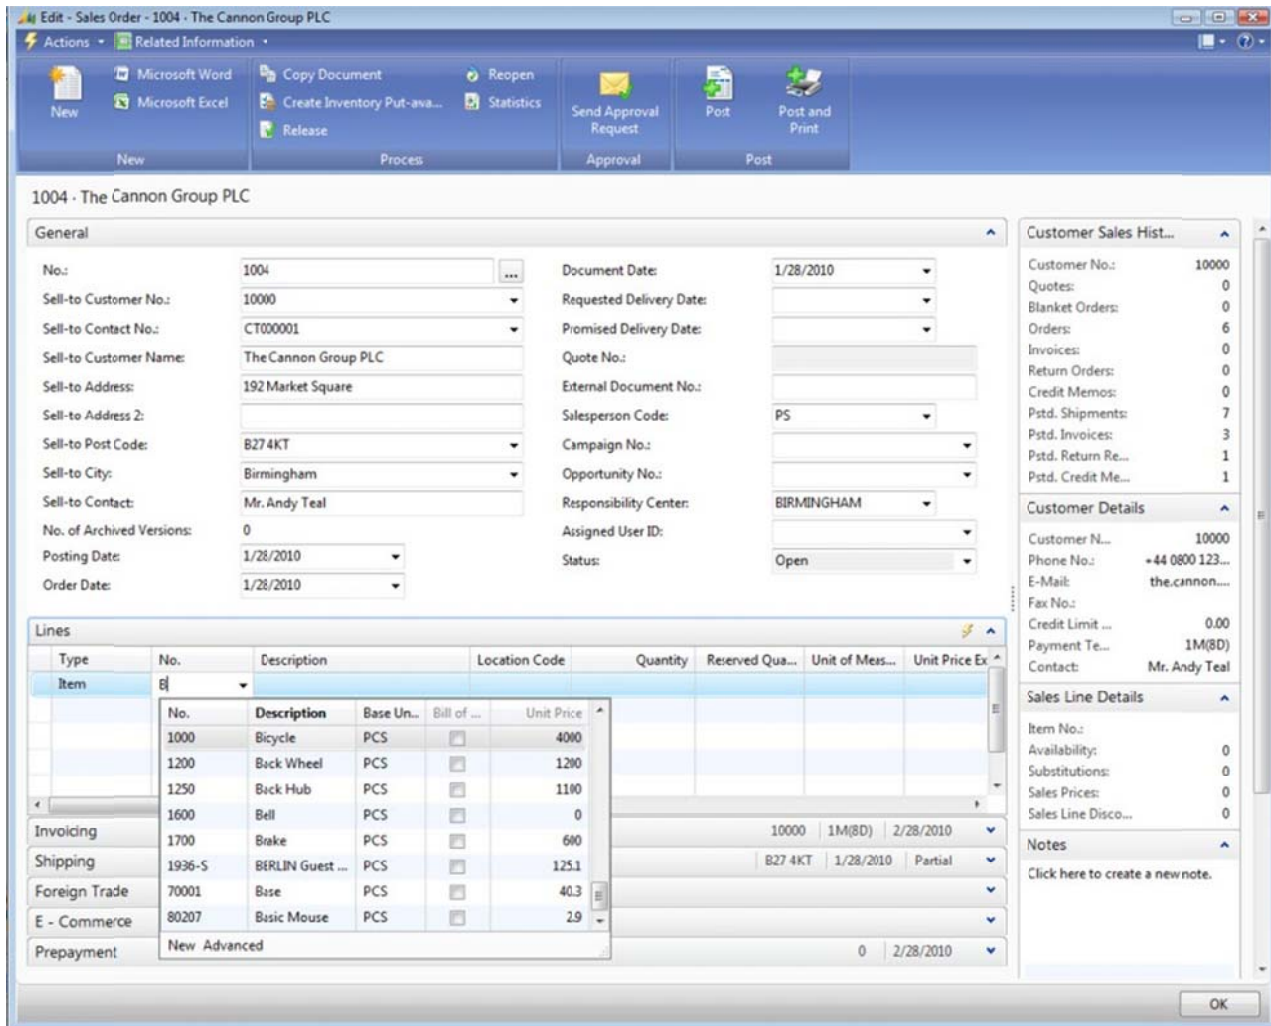 Edit - Sales Order - 1004 - The Cannon Group PLC
Actions Related Information
New
Microsoft Word
Microsoft Excel
New
Copy Document
Create Inventory Put-ava...
Release
Reopen
Statistics
Process
Send Approval Request
Approval
Post
Post and Print
Post
1004 - The Cannon Group PLC
General
No.: 1004 ...
Sell-to Customer No.: 10000
Sell-to Contact No.: CT000001
Sell-to Customer Name: The Cannon Group PLC
Sell-to Address: 192 Market Square
Sell-to Address 2:
Sell-to Post Code: B27 4KT
Sell-to City: Birmingham
Sell-to Contact: Mr. Andy Teal
No. of Archived Versions: 0
Posting Date: 1/28/2010
Order Date: 1/28/2010
Document Date: 1/28/2010
Requested Delivery Date:
Promised Delivery Date:
Quote No.:
External Document No.:
Salesperson Code: PS
Campaign No.:
Opportunity No.:
Responsibility Center: BIRMINGHAM
Assigned User ID:
Status: Open
Lines
Type No. Description Location Code Quantity Reserved Qua... Unit of Meas... Unit Price Ex
Item B
No. Description Base Un... Bill of ... Unit Price
1000 Bicycle PCS 4000
1200 Back Wheel PCS 1200
1250 Back Hub PCS 1100
1600 Bell PCS 0
1700 Brake PCS 600
1936-S BERLIN Guest ... PCS 125.1
70001 Base PCS 40.3
80207 Basic Mouse PCS 2.9
New Advanced
Invoicing 10000 1M(8D) 2/28/2010
Shipping B27 4KT 1/28/2010 Partial
Foreign Trade
E - Commerce
Prepayment 0 2/28/2010
Customer Sales Hist...
Customer No.: 10000
Quotes: 0
Blanket Orders: 0
Orders: 6
Invoices: 0
Return Orders: 0
Credit Memos: 0
Pstd. Shipments: 7
Pstd. Invoices: 3
Pstd. Return Re... 1
Pstd. Credit Me... 1
Customer Details
Customer N... 10000
Phone No.: +44 0800 123...
E-Mail: the.cannon....
Fax No.:
Credit Limit ... 0.00
Payment Te... 1M(8D)
Contact: Mr. Andy Teal
Sales Line Details
Item No.:
Availability: 0
Substitutions: 0
Sales Prices: 0
Sales Line Disco... 0
Notes
Click here to create a new note.
OK